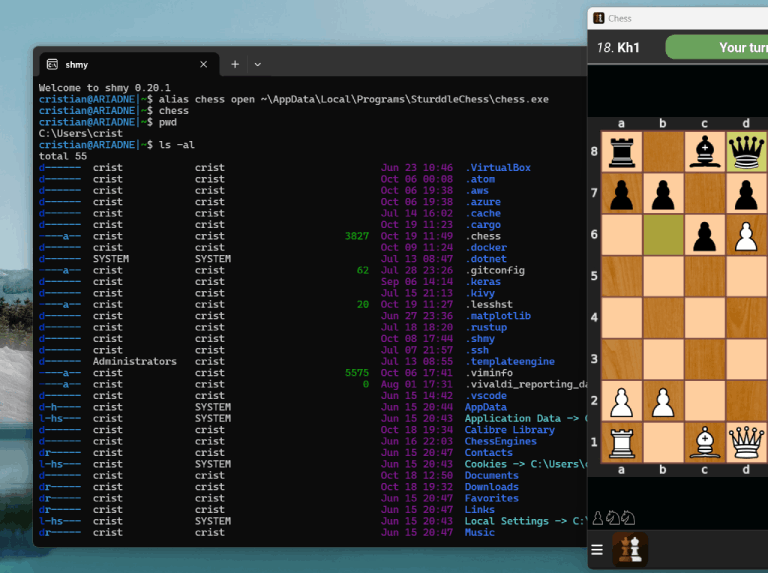 shmy
Welcome to shmy 0.20.1
cristian@ARIADNE|~$ alias chess open ~\AppData\Local\Programs\SturddleChess\chess.exe
cristian@ARIADNE|~$ chess
cristian@ARIADNE|~$ pwd
C:\Users\crist
cristian@ARIADNE|~$ ls -al
total 55
d------ crist crist Jun 23 10:46 .VirtualBox
d------ crist crist Oct 06 00:08 .atom
d------ crist crist Oct 06 19:38 .aws
d------ crist crist Oct 06 19:38 .azure
d------ crist crist Jul 14 16:02 .cache
d------ crist crist Oct 19 11:23 .cargo
---a-- crist crist 3827 Oct 19 11:49 .chess
d------ crist crist Oct 09 11:24 .docker
d------ SYSTEM SYSTEM Jul 13 08:47 .dotnet
---a-- crist crist 62 Jul 28 23:26 .gitconfig
d------ crist crist Sep 06 14:14 .keras
d------ crist crist Jul 15 21:13 .kivy
---a-- crist crist 20 Oct 19 11:27 .lesshst
d------ crist crist Jun 27 23:36 .matplotlib
d------ crist crist Jul 18 18:20 .rustup
d------ crist crist Oct 08 17:44 .shmy
d------ crist crist Jul 07 21:57 .ssh
d------ Administrators crist Jul 13 08:55 .templateengine
---a-- crist crist 5575 Oct 06 17:41 .viminfo
---a-- crist crist 0 Aug 01 17:31 .vivaldi_reporting_da
d------ crist crist Jun 15 14:42 .vscode
d-h---- crist SYSTEM Jun 15 20:44 AppData
l-hs--- crist SYSTEM Jun 15 20:43 Application Data -> C
d------ crist crist Oct 18 19:34 Calibre Library
d------ crist crist Jun 16 22:03 ChessEngines
dr----- crist crist Jun 15 20:47 Contacts
l-hs--- crist SYSTEM Jun 15 20:43 Cookies -> C:\Users\c
d------ crist crist Oct 18 12:50 Documents
dr----- crist crist Oct 18 19:32 Downloads
dr----- crist crist Jun 15 20:47 Favorites
dr----- crist crist Jun 15 20:47 Links
l-hs--- crist SYSTEM Jun 15 20:43 Local Settings -> C:\
dr----- crist crist Jun 15 20:47 Music
Chess
18. Kh1 Your turn
a b c d
8
7
6
5
4
3
2
1
a b c d